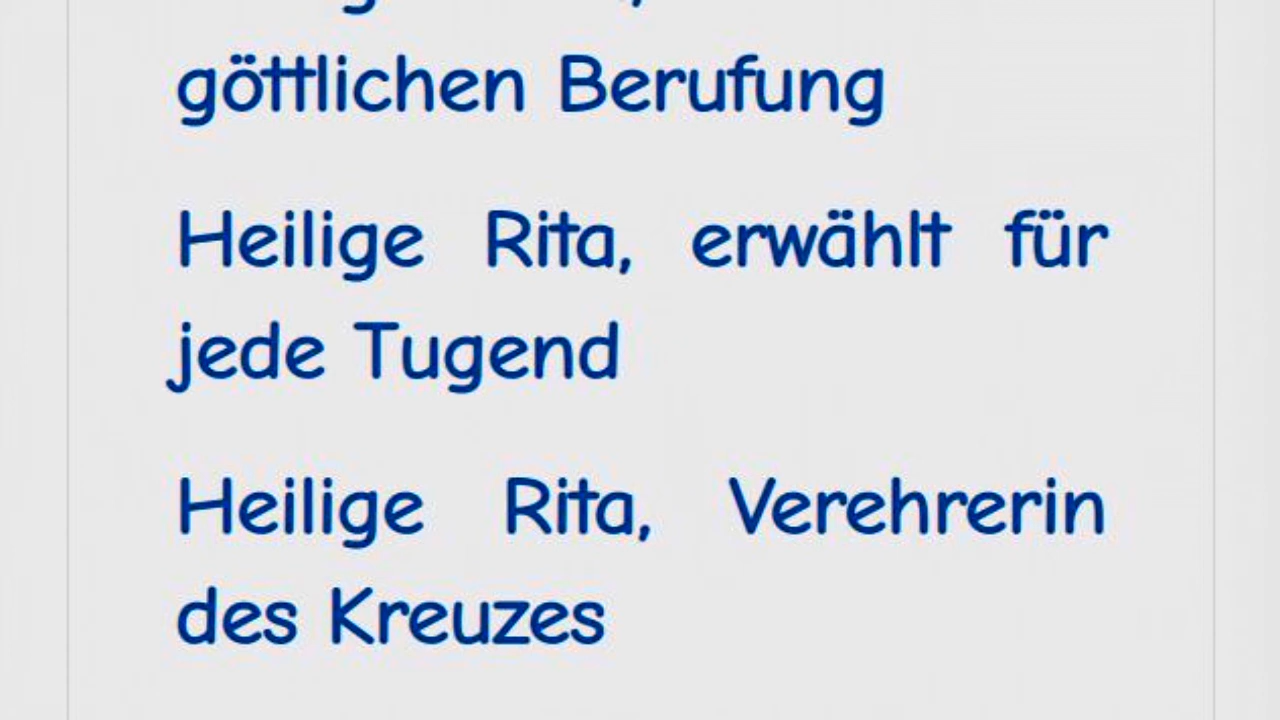 göttlichen Berufung
Heilige Rita, erwählt für
jede Tugend
Heilige Rita, Verehrerin
des Kreuzes